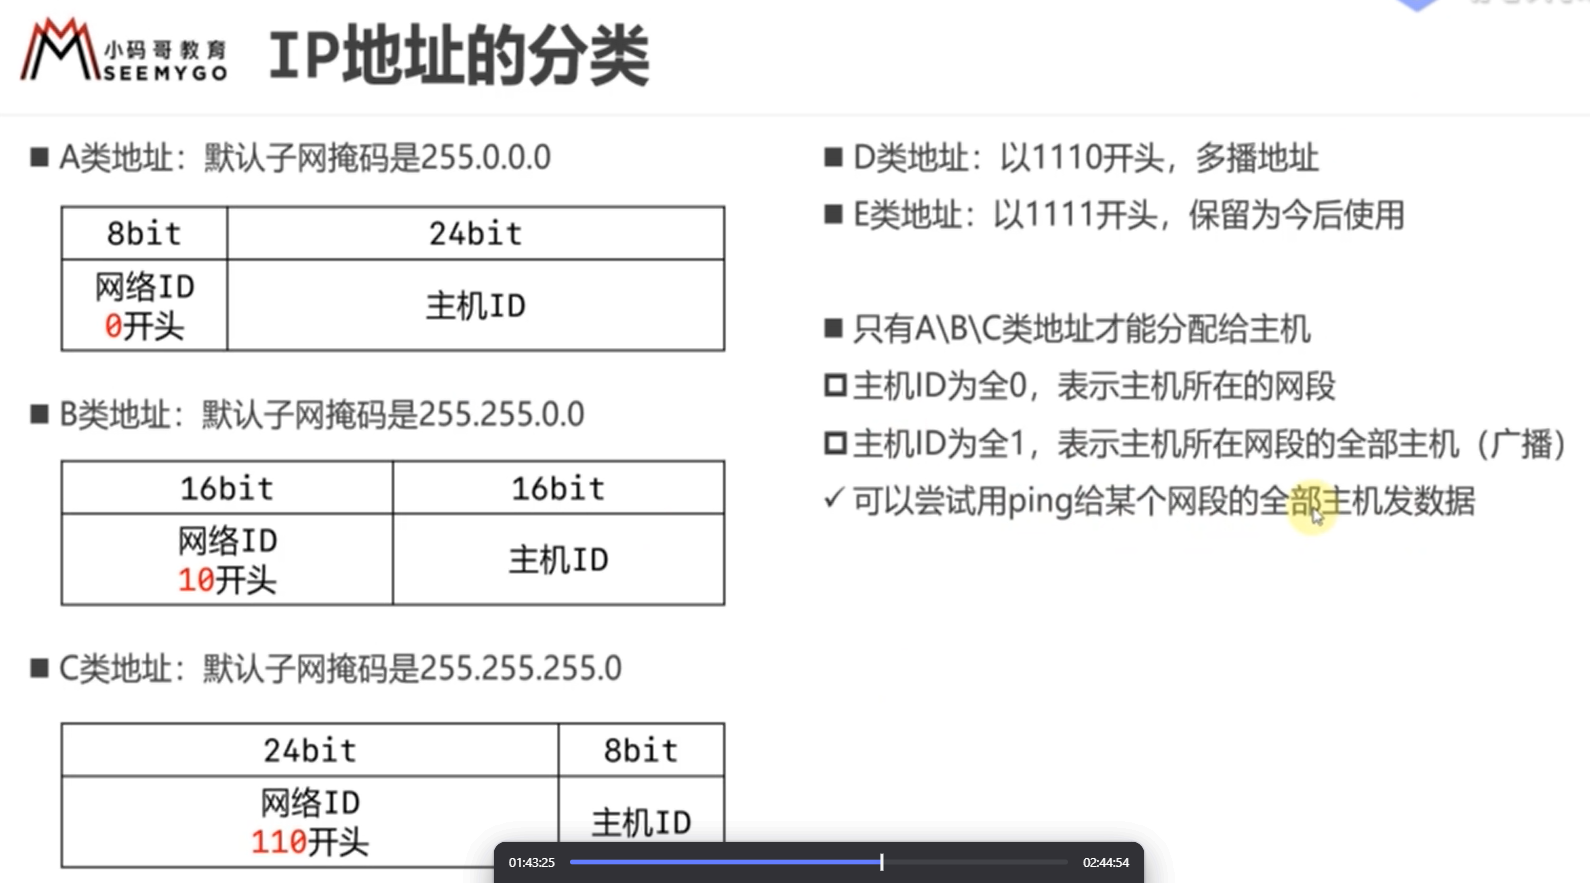 小码哥教育
SEEMYGO
IP地址的分类
■ A类地址：默认子网掩码是255.0.0.0
8bit
24bit
网络ID
0开头
主机ID
■ B类地址：默认子网掩码是255.255.0.0
16bit
16bit
网络ID
10开头
主机ID
■ C类地址：默认子网掩码是255.255.255.0
24bit
8bit
网络ID
110开头
主机ID
■ D类地址：以1110开头，多播地址
■ E类地址：以1111开头，保留为今后使用
■ 只有A\B\C类地址才能分配给主机
主机ID为全0，表示主机所在的网段
主机ID为全1，表示主机所在网段的全部主机（广播）
✓ 可以尝试用ping给某个网段的全部主机发数据
01:43:25
02:44:54